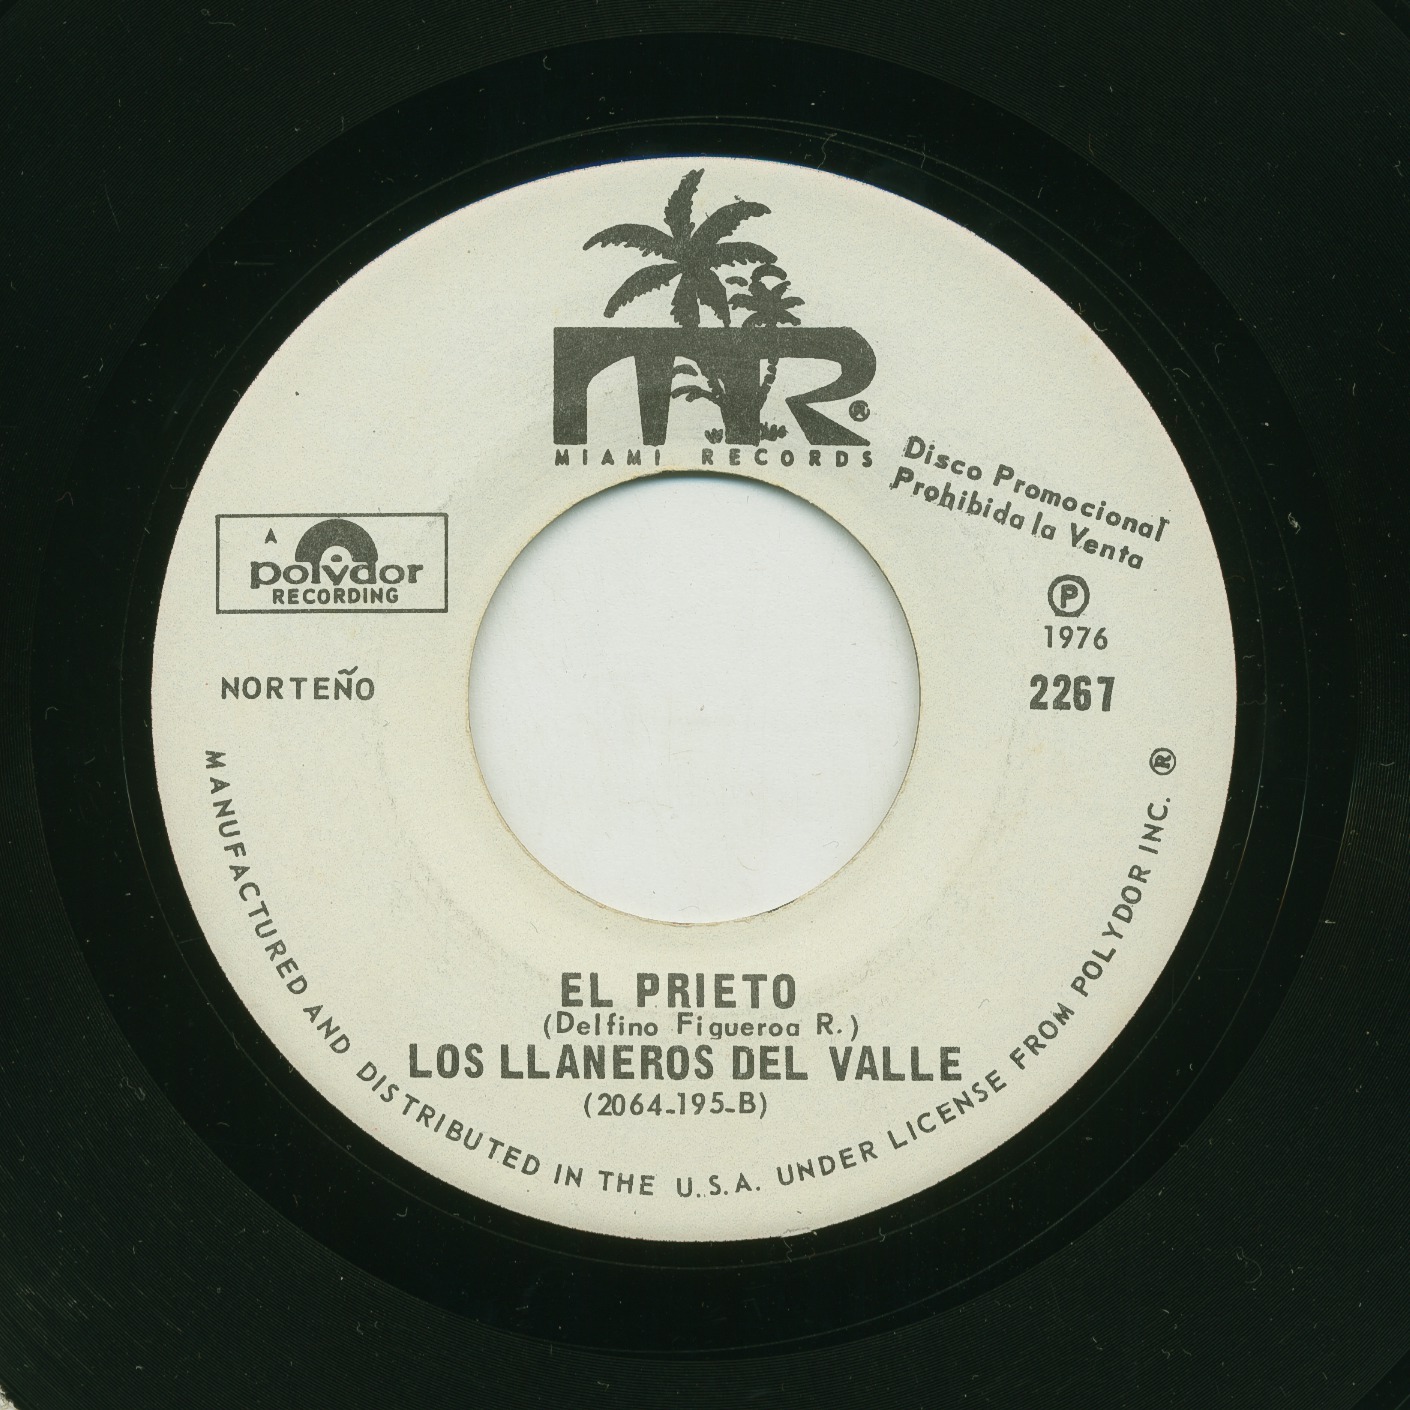 MR ®
MIAMI RECORDS
Disco Promocional
Prohibida la Venta
A
polydor
RECORDING
Ⓟ
1976
NORTEÑO
2267
EL PRIETO
(Delfino Figueroa R.)
LOS LLANEROS DEL VALLE
(2064-195-B)
MANUFACTURED AND DISTRIBUTED IN THE U.S.A. UNDER LICENSE FROM POLYDOR INC. ®